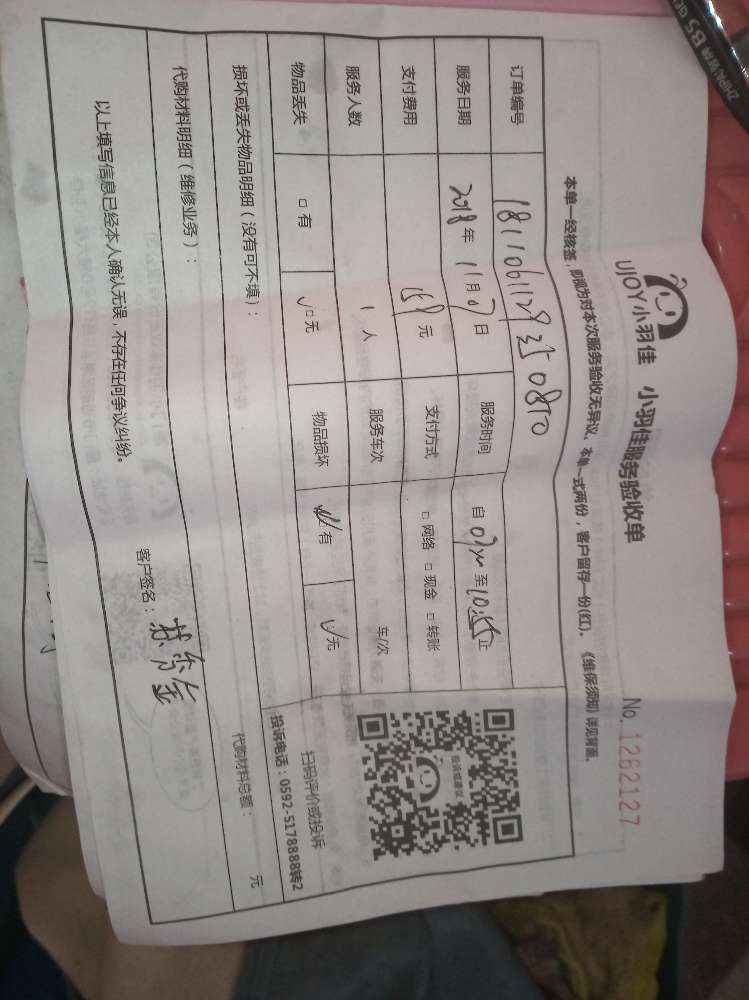 UJOY小羽佳 小羽佳服务验收单 No. 1262127
本单一经核签，即视为对本次服务验收无异议、本单一式两份，客户留存一份(红)。《维保须知》详见背面。
订单编号
服务日期 2018年 11月07日 服务时间 自 至 止
支付费用 元 支付方式 □网络 □现金 □转账
服务人数 1 人 服务车次 车/次
物品丢失 □有 ✓□无 物品损坏 有 ✓无
损坏或丢失物品明细（没有可不填）：
代购材料明细（维修业务）： 代购材料总额： 元
以上填写信息已经本人确认无误，不存在任何争议纠纷。
客户签名：
投诉或建议
扫码评价或投诉
投诉电话：0592-5178888转2